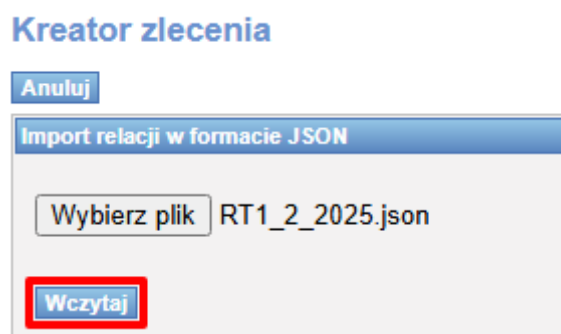 Kreator zlecenia
Anuluj
Import relacji w formacie JSON
Wybierz plik RT1_2_2025.json
Wczytaj